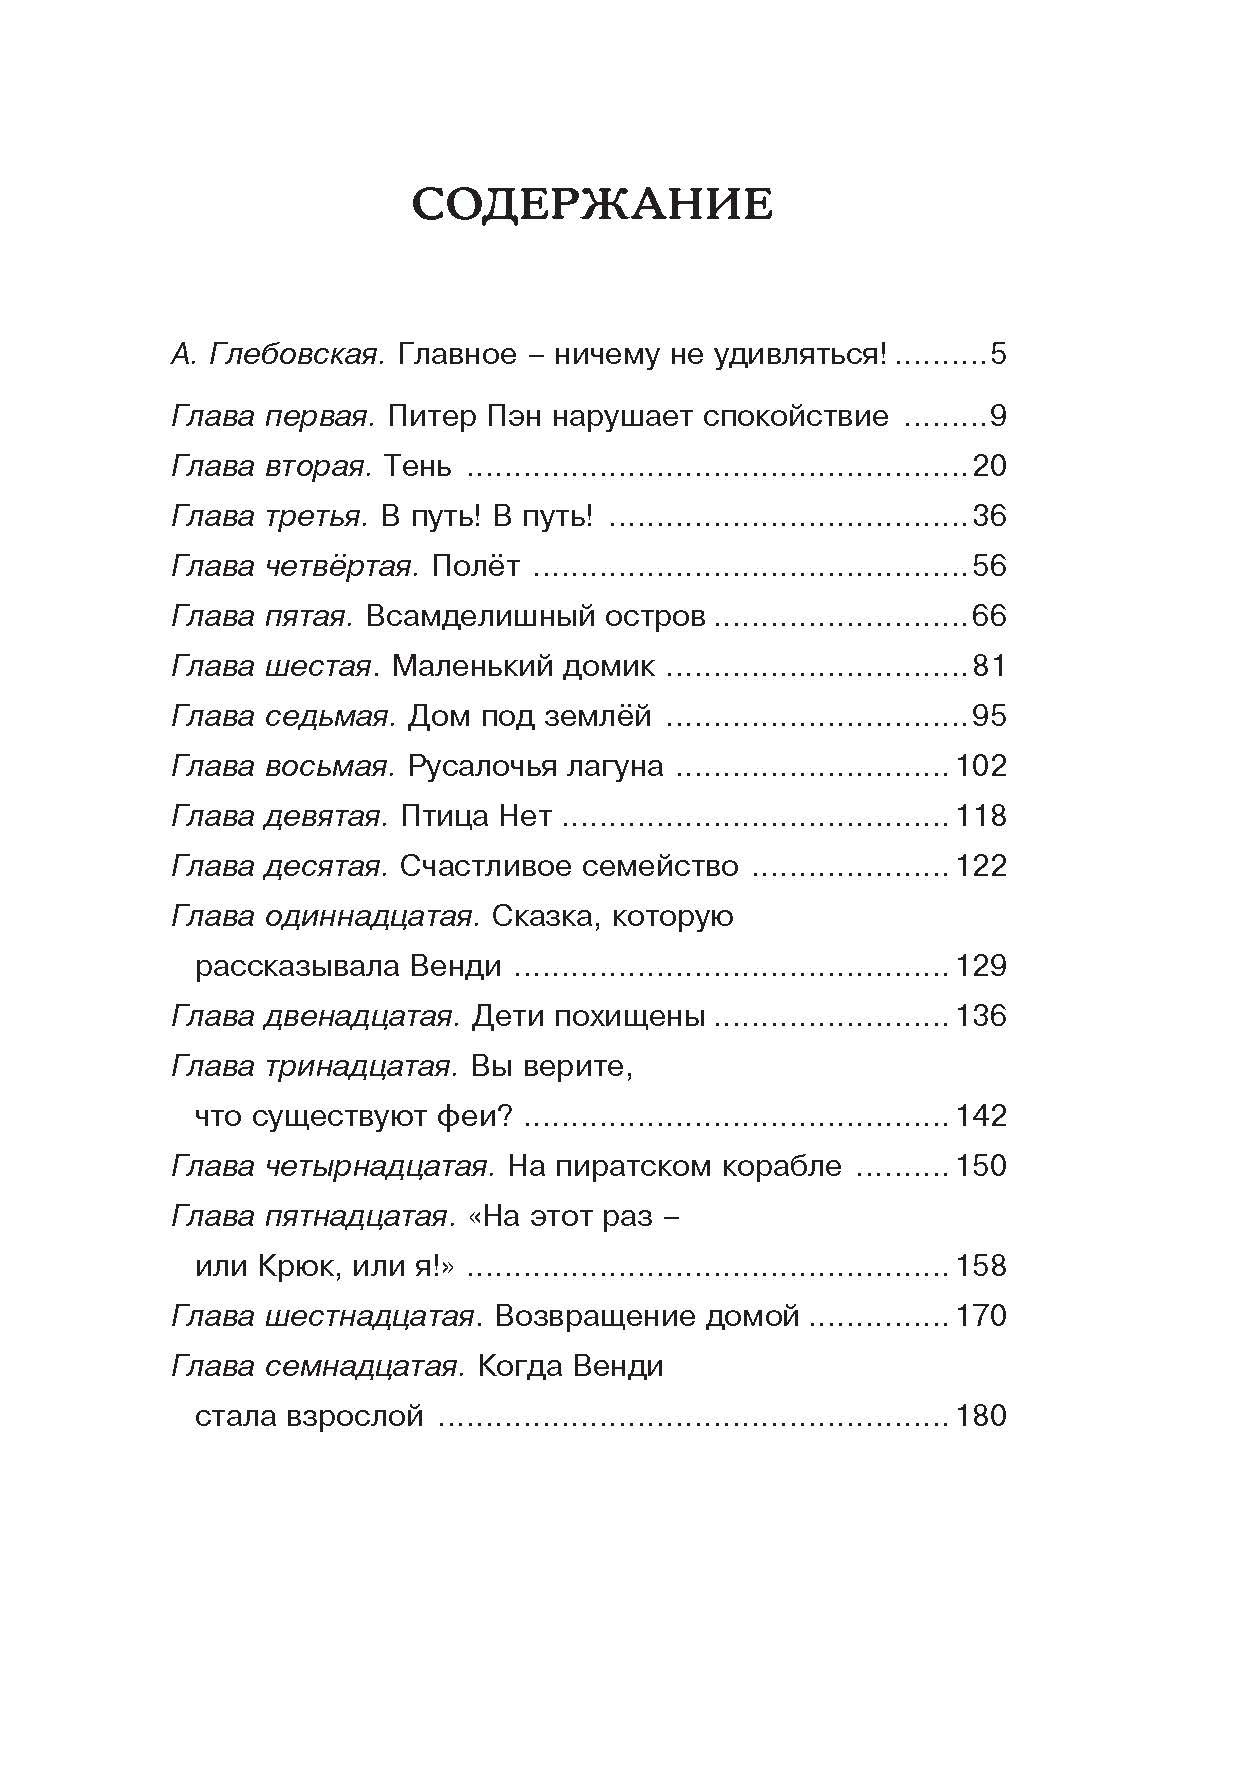 СОДЕРЖАНИЕ
А. Глебовская. Главное – ничему не удивляться! ..........5
Глава первая. Питер Пэн нарушает спокойствие .........9
Глава вторая. Тень .....................................................20
Глава третья. В путь! В путь! ......................................36
Глава четвёртая. Полёт ..............................................56
Глава пятая. Всамделишный остров ...........................66
Глава шестая. Маленький домик ................................81
Глава седьмая. Дом под землёй ................................95
Глава восьмая. Русалочья лагуна .............................102
Глава девятая. Птица Нет .........................................118
Глава десятая. Счастливое семейство .....................122
Глава одиннадцатая. Сказка, которую
рассказывала Венди ..............................................129
Глава двенадцатая. Дети похищены .........................136
Глава тринадцатая. Вы верите,
что существуют феи? .............................................142
Глава четырнадцатая. На пиратском корабле ..........150
Глава пятнадцатая. «На этот раз –
или Крюк, или я!» ...................................................158
Глава шестнадцатая. Возвращение домой ...............170
Глава семнадцатая. Когда Венди
стала взрослой ......................................................180